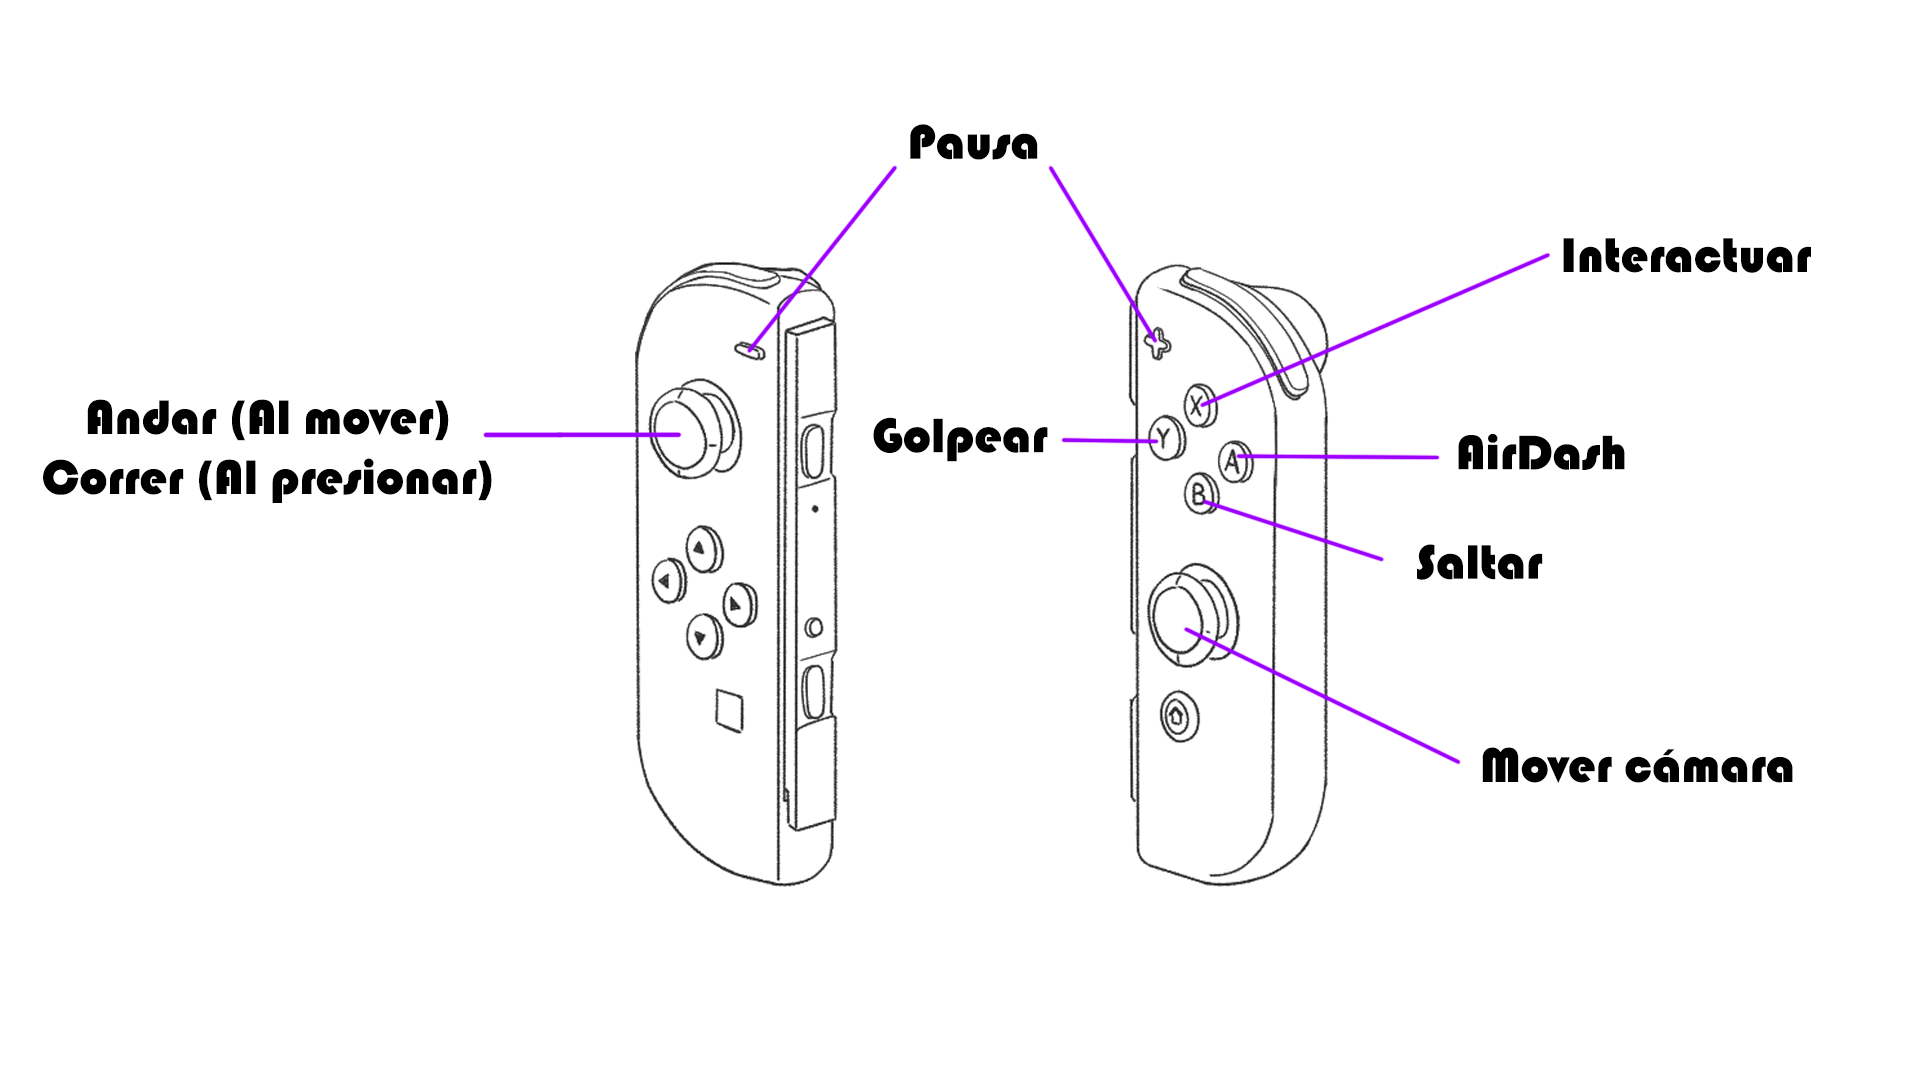 Pausa
Interactuar
Andar (Al mover)
Correr (Al presionar)
Golpear
X
Y
A
B
AirDash
Saltar
Mover cámara